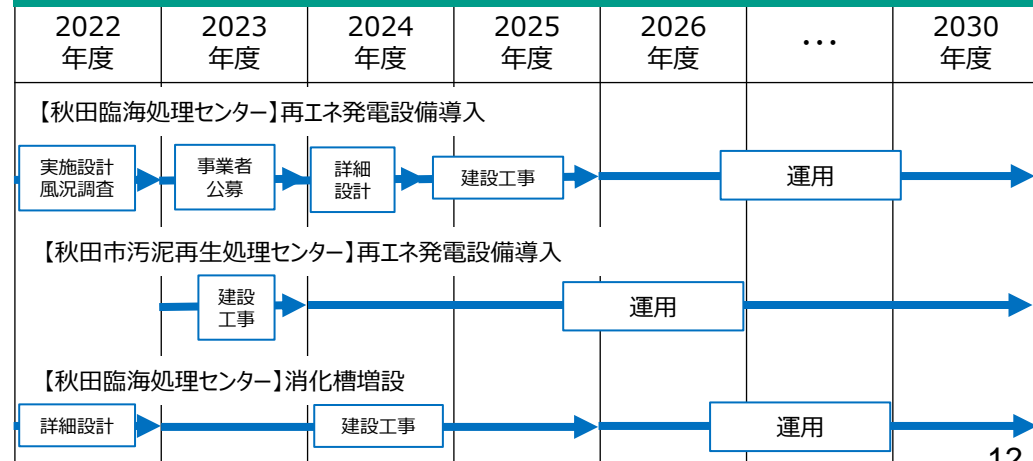 2022
年度
2023
年度
2024
年度
2025
年度
2026
年度
…
2030
年度
【秋田臨海処理センター】再エネ発電設備導入
実施設計
風況調査
事業者
公募
詳細
設計
建設工事
運用
【秋田市汚泥再生処理センター】再エネ発電設備導入
建設
工事
運用
【秋田臨海処理センター】消化槽増設
詳細設計
建設工事
運用
12